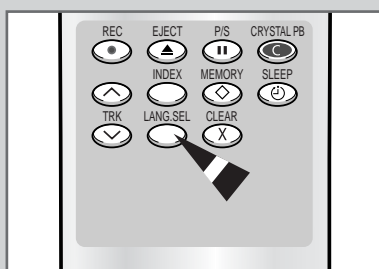 REC EJECT P/S CRYSTAL PB
C
INDEX MEMORY SLEEP
TRK LANG.SEL CLEAR
X